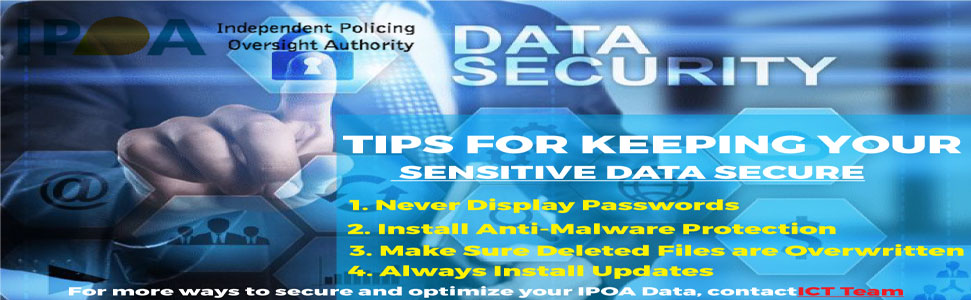 IPOA
Independent Policing
Oversight Authority
DATA
SECURITY
TIPS FOR KEEPING YOUR
SENSITIVE DATA SECURE
1. Never Display Passwords
2. Install Anti-Malware Protection
3. Make Sure Deleted Files are Overwritten
4. Always Install Updates
For more ways to secure and optimize your IPOA Data, contactICT Team